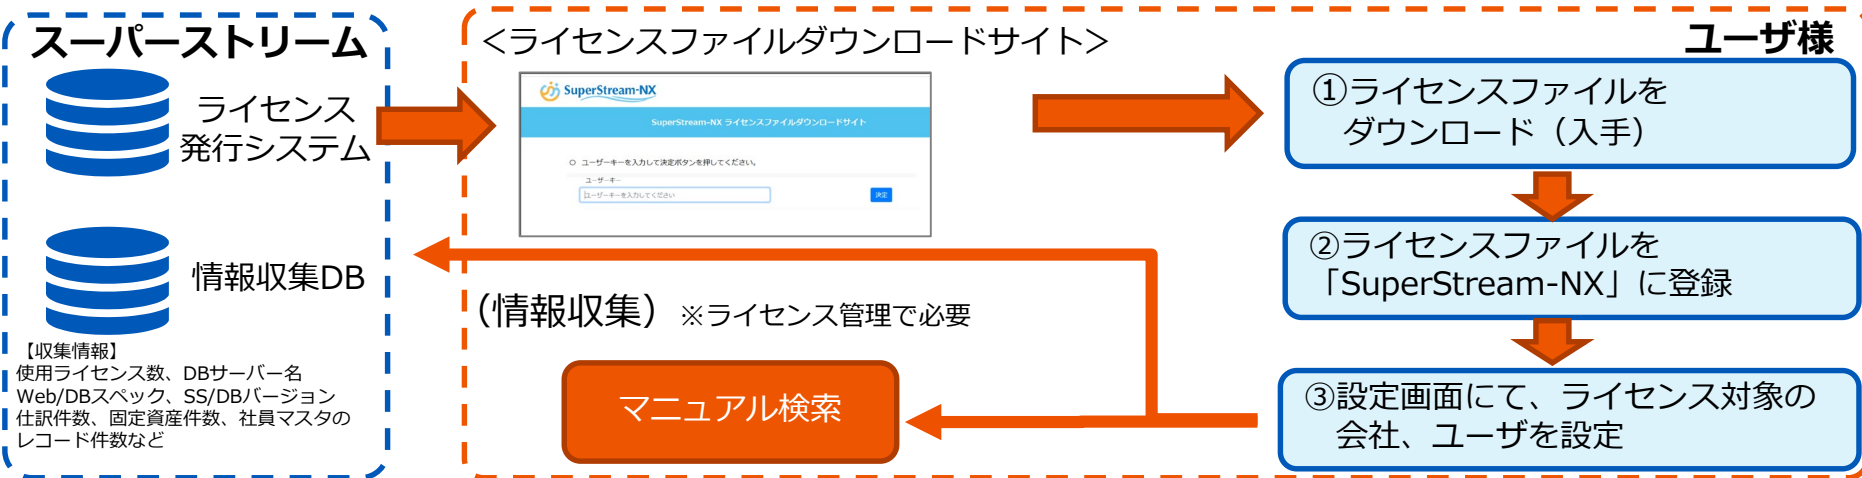 スーパーストリーム
ライセンス
発行システム
情報収集DB
【収集情報】
使用ライセンス数、DBサーバー名
Web/DBスペック、SS/DBバージョン
仕訳件数、固定資産件数、社員マスタの
レコード件数など
<ライセンスファイルダウンロードサイト>
SuperStream-NX
SuperStream-NX ライセンスファイルダウンロードサイト
ユーザーキーを入力して決定ボタンを押してください。
ユーザーキー
ユーザーキーを入力してください
決定
(情報収集) ※ライセンス管理で必要
マニュアル検索
ユーザ様
①ライセンスファイルを
ダウンロード(入手)
②ライセンスファイルを
「SuperStream-NX」に登録
③設定画面にて、ライセンス対象の
会社、ユーザを設定